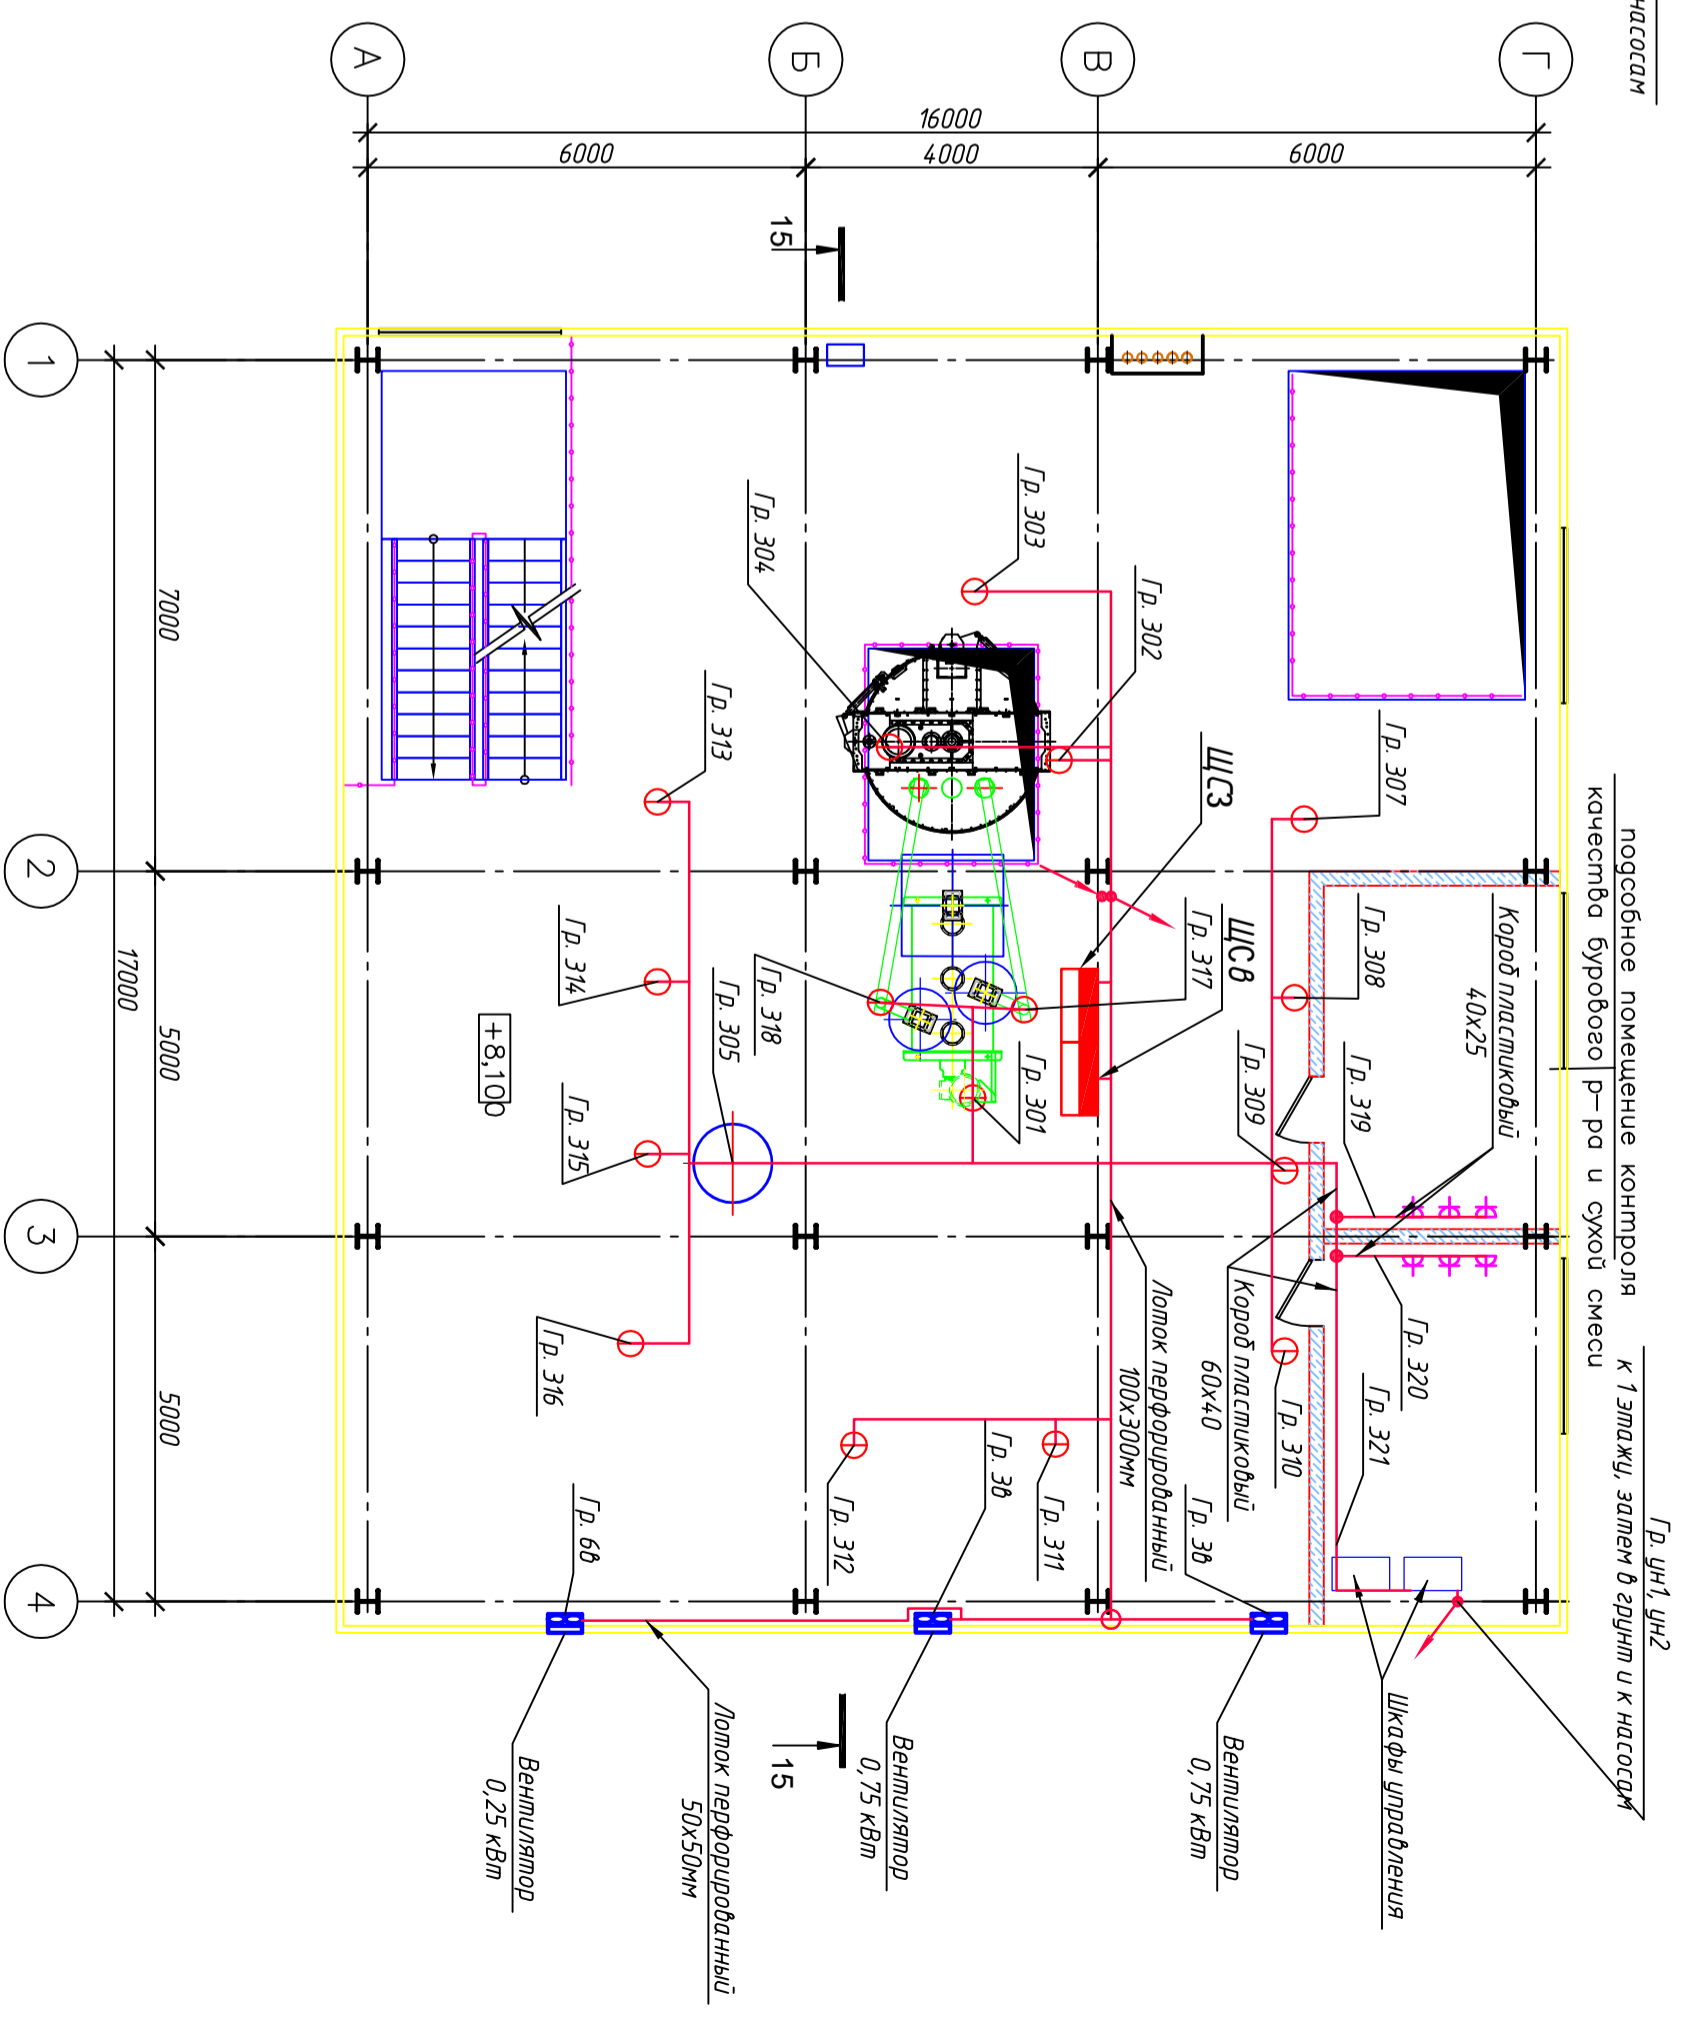 насосам
Г
В
Б
А
16000
6000
4000
6000
15
1
2
3
4
7000
5000
5000
17000
подсобное помещение контроля
качества бурового р-ра и сухой смеси
Гр. ун1, ун2
к 1 этажу, затем в грунт и к насосам
Короб пластиковый
40х25
Гр. 307
Гр. 308
Гр. 319
Гр. 320
Гр. 321
Гр. 309
Гр. 310
Шкафы управления
Гр. 303
Гр. 304
Гр. 302
ЩС3
ЩСв
Гр. 317
Гр. 301
Гр. 318
Гр. 305
Короб пластиковый
60х40
Лоток перфорированный
100х300мм
Гр. 3в
Гр. 3в
Гр. 311
Гр. 312
Гр. 313
Гр. 314
Гр. 315
Гр. 316
+8,100
Гр. 6в
Вентилятор
0,75 кВт
Вентилятор
0,75 кВт
15
Лоток перфорированный
50х50мм
Вентилятор
0,25 кВт